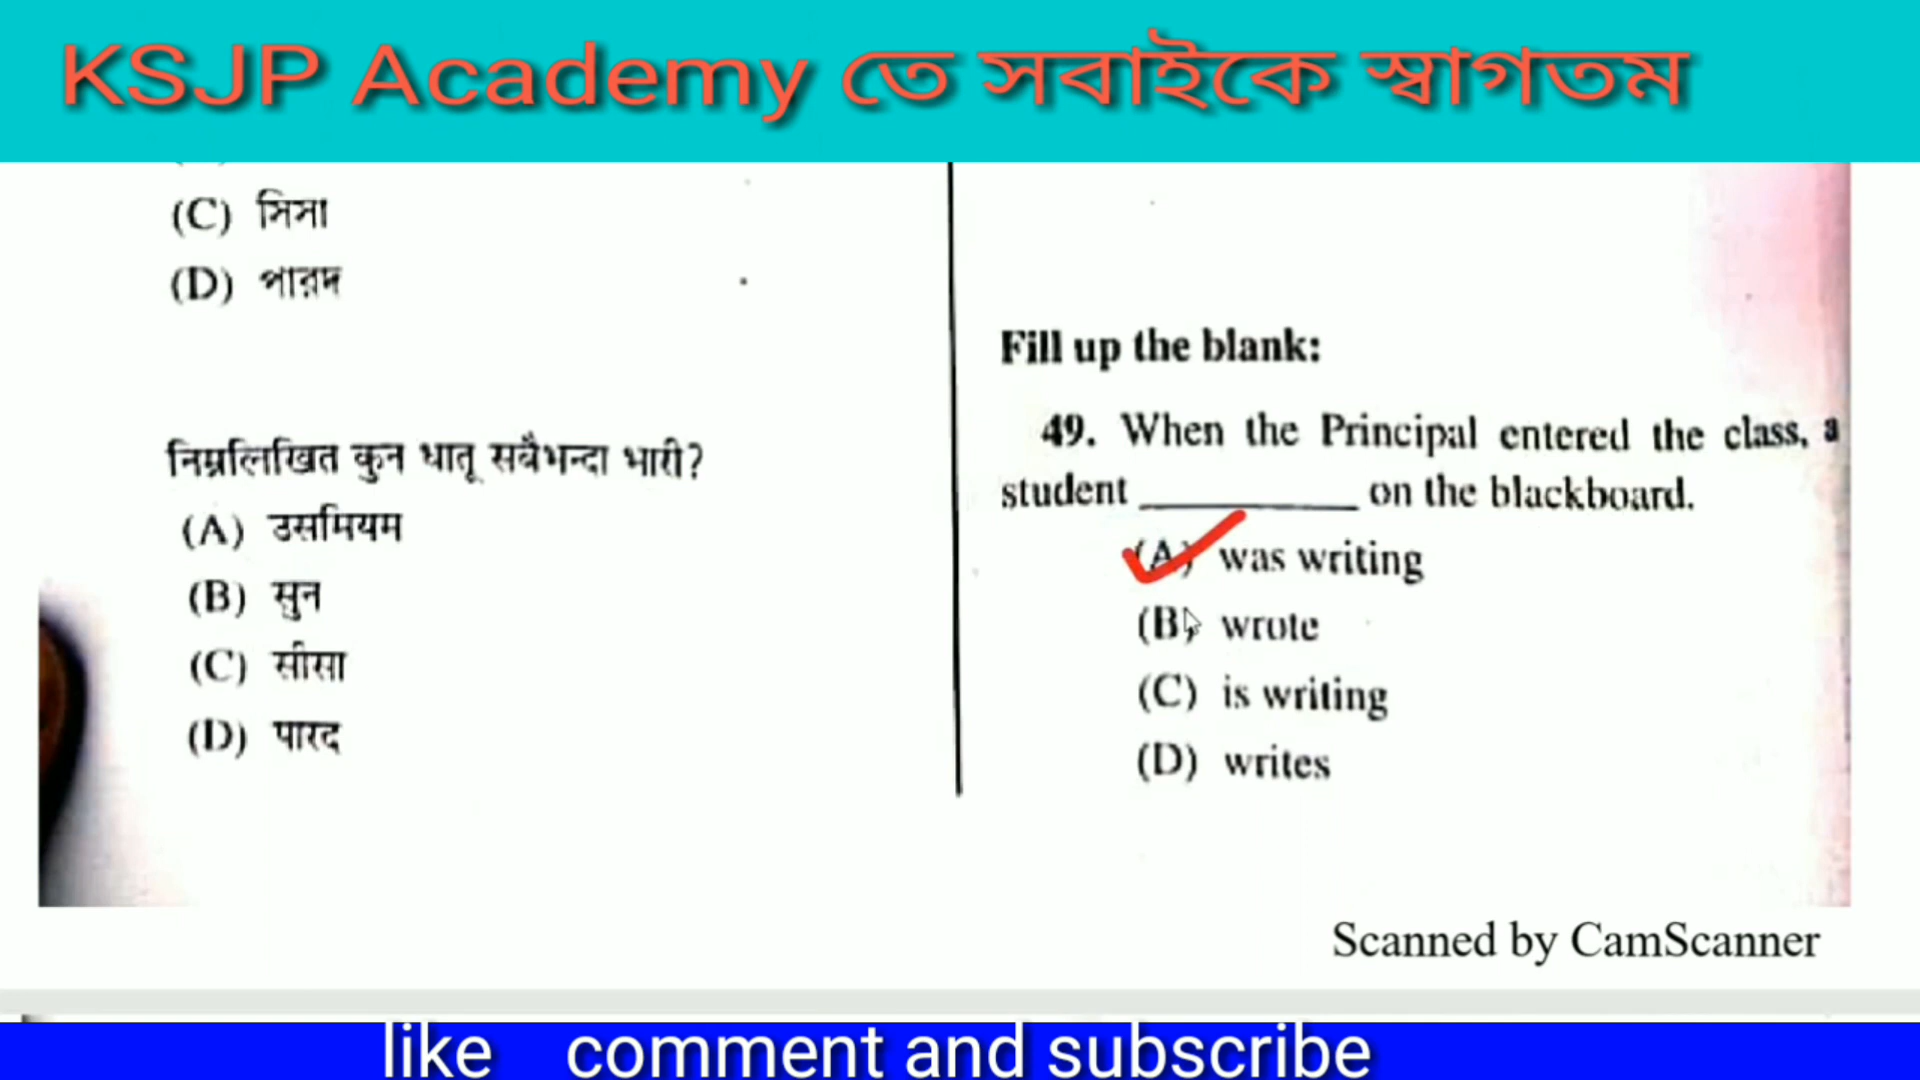 KSJP Academy তে সবাইকে স্বাগতম
(C) সিসা
(D) পারদ
निम्नलिखित कुन धातू सबैभन्दा भारी?
(A) उसमियम
(B) सुन
(C) सीसा
(D) पारद
Fill up the blank:
49. When the Principal entered the class, a
student __________ on the blackboard.
(A) was writing
(B) wrote
(C) is writing
(D) writes
Scanned by CamScanner
like comment and subscribe